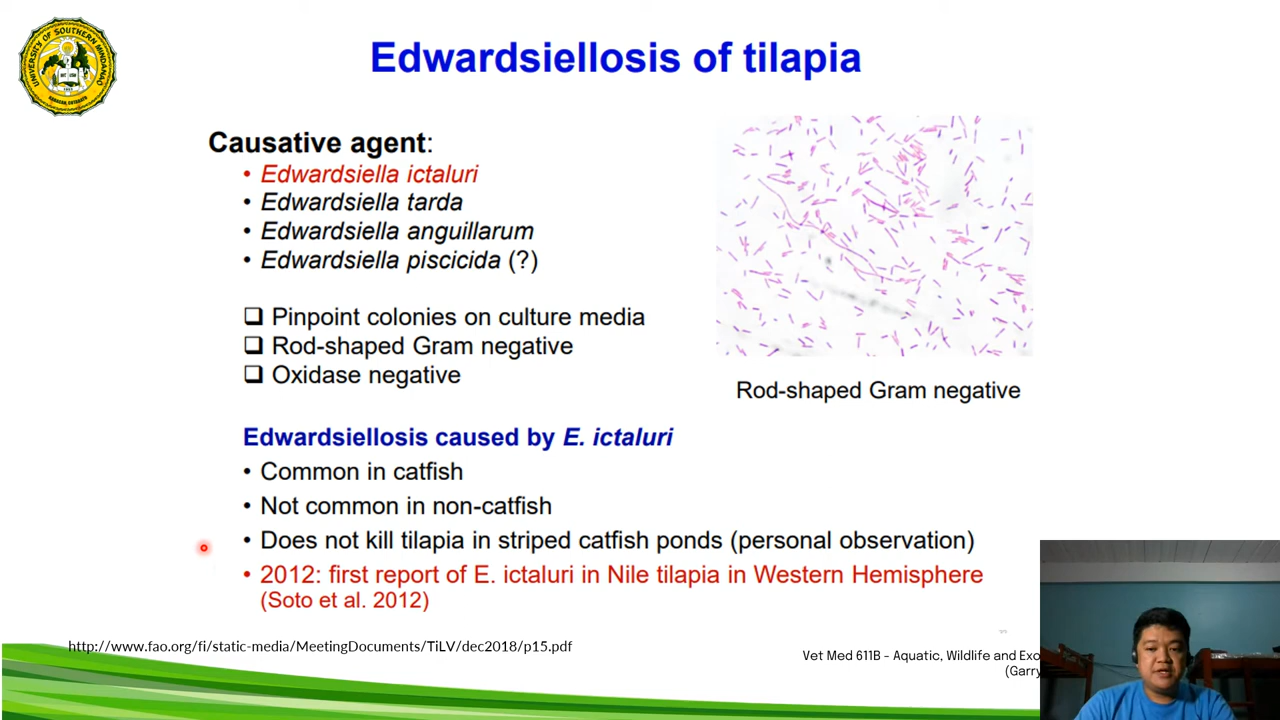 UNIVERSITY OF SOUTHERN MINDANAO
Edwardsiellosis of tilapia
Causative agent:
• Edwardsiella ictaluri
• Edwardsiella tarda
• Edwardsiella anguillarum
• Edwardsiella piscicida (?)
❑ Pinpoint colonies on culture media
❑ Rod-shaped Gram negative
❑ Oxidase negative
Rod-shaped Gram negative
Edwardsiellosis caused by E. ictaluri
• Common in catfish
• Not common in non-catfish
• Does not kill tilapia in striped catfish ponds (personal observation)
• 2012: first report of E. ictaluri in Nile tilapia in Western Hemisphere
(Soto et al. 2012)
http://www.fao.org/fi/static-media/MeetingDocuments/TiLV/dec2018/p15.pdf
Vet Med 611B – Aquatic, Wildlife and Exo
(Garry